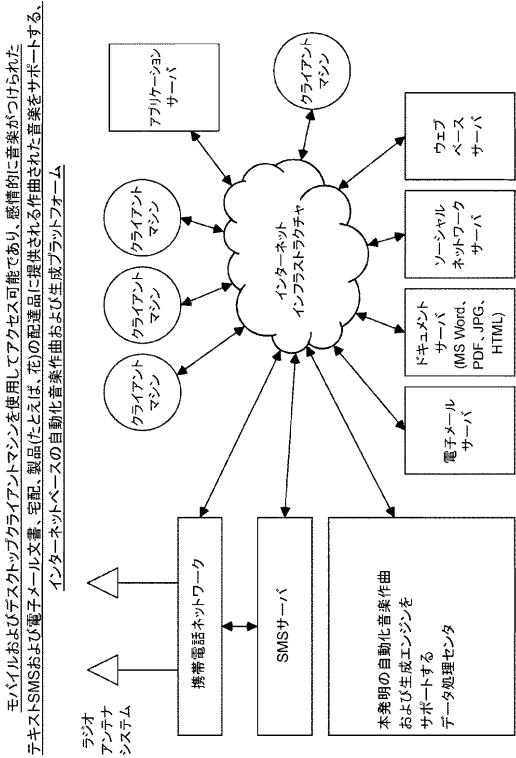 モバイルおよびデスクトップクライアントマシンを使用してアクセス可能であり、感情的に音楽がつけられた
テキストSMSおよび電子メール文書、宅配、製品(たとえば、花)の配達品に提供される作曲された音楽をサポートする、
インターネットベースの自動化音楽作曲および生成プラットフォーム
ラジオ
アンテナ
システム
携帯電話ネットワーク
SMSサーバ
本発明の自動化音楽作曲
および生成エンジンを
サポートする
データ処理センタ
クライアント
マシン
クライアント
マシン
クライアント
マシン
アプリケーション
サーバ
クライアント
マシン
インターネット
インフラストラクチャ
電子メール
サーバ
ドキュメント
サーバ
(MS Word、
PDF、JPG、
HTML)
ソーシャル
ネットワーク
サーバ
ウェブ
ベース
サーバ